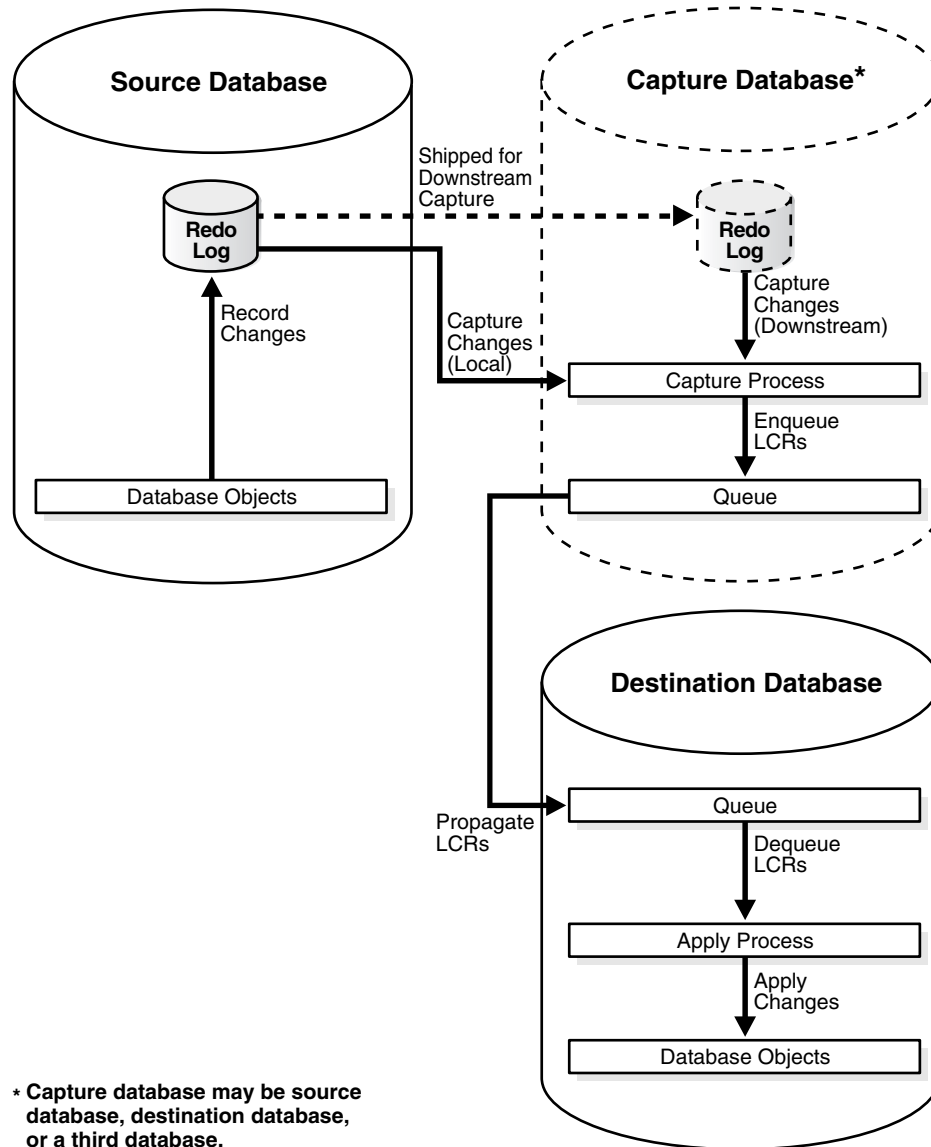 Source Database
Capture Database*
Shipped for
Downstream
Capture
Redo
Log
Redo
Log
Record
Changes
Capture
Changes
(Local)
Capture
Changes
(Downstream)
Capture Process
Enqueue
LCRs
Database Objects
Queue
Destination Database
Queue
Propagate
LCRs
Dequeue
LCRs
Apply Process
Apply
Changes
Database Objects
* Capture database may be source
database, destination database,
or a third database.